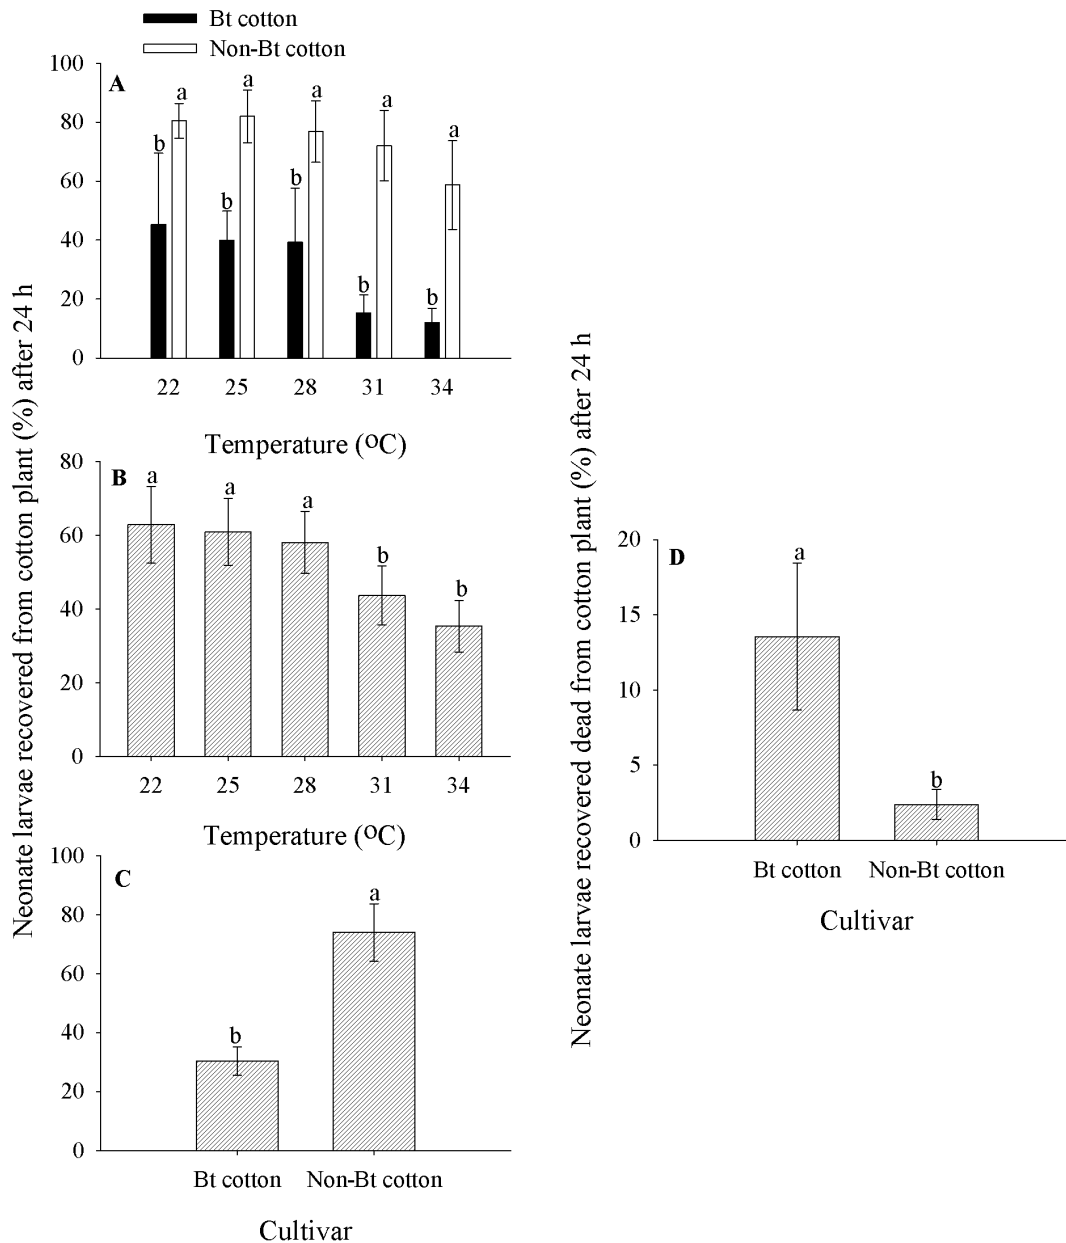 Bt cotton
Non-Bt cotton
Neonate larvae recovered from cotton plant (%) after 24 h
A
100
80
60
40
20
0
b a b a b a b a b a
22 25 28 31 34
Temperature (ºC)
B
80
60
40
20
0
a a a b b
22 25 28 31 34
Temperature (ºC)
C
100
80
60
40
20
0
b a
Bt cotton Non-Bt cotton
Cultivar
Neonate larvae recovered dead from cotton plant (%) after 24 h
D
20
15
10
5
0
a b
Bt cotton Non-Bt cotton
Cultivar